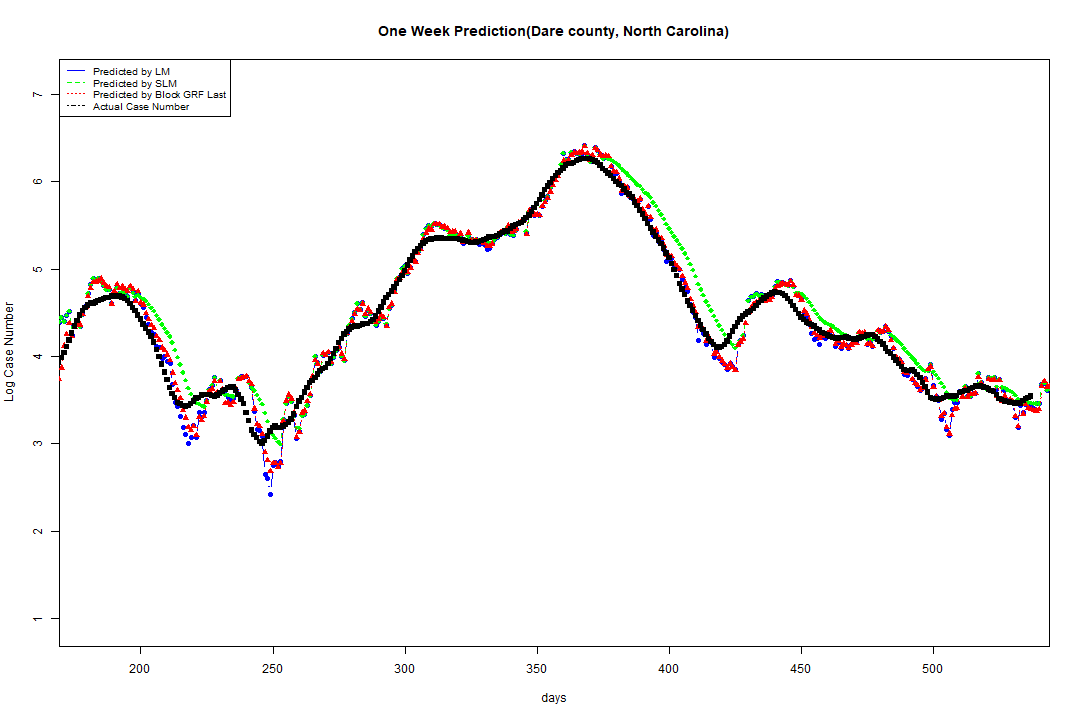 One Week Prediction(Dare county, North Carolina)
Predicted by LM
Predicted by SLM
Predicted by Block GRF Last
Actual Case Number
7
6
5
4
3
2
1
Log Case Number
200 250 300 350 400 450 500
days